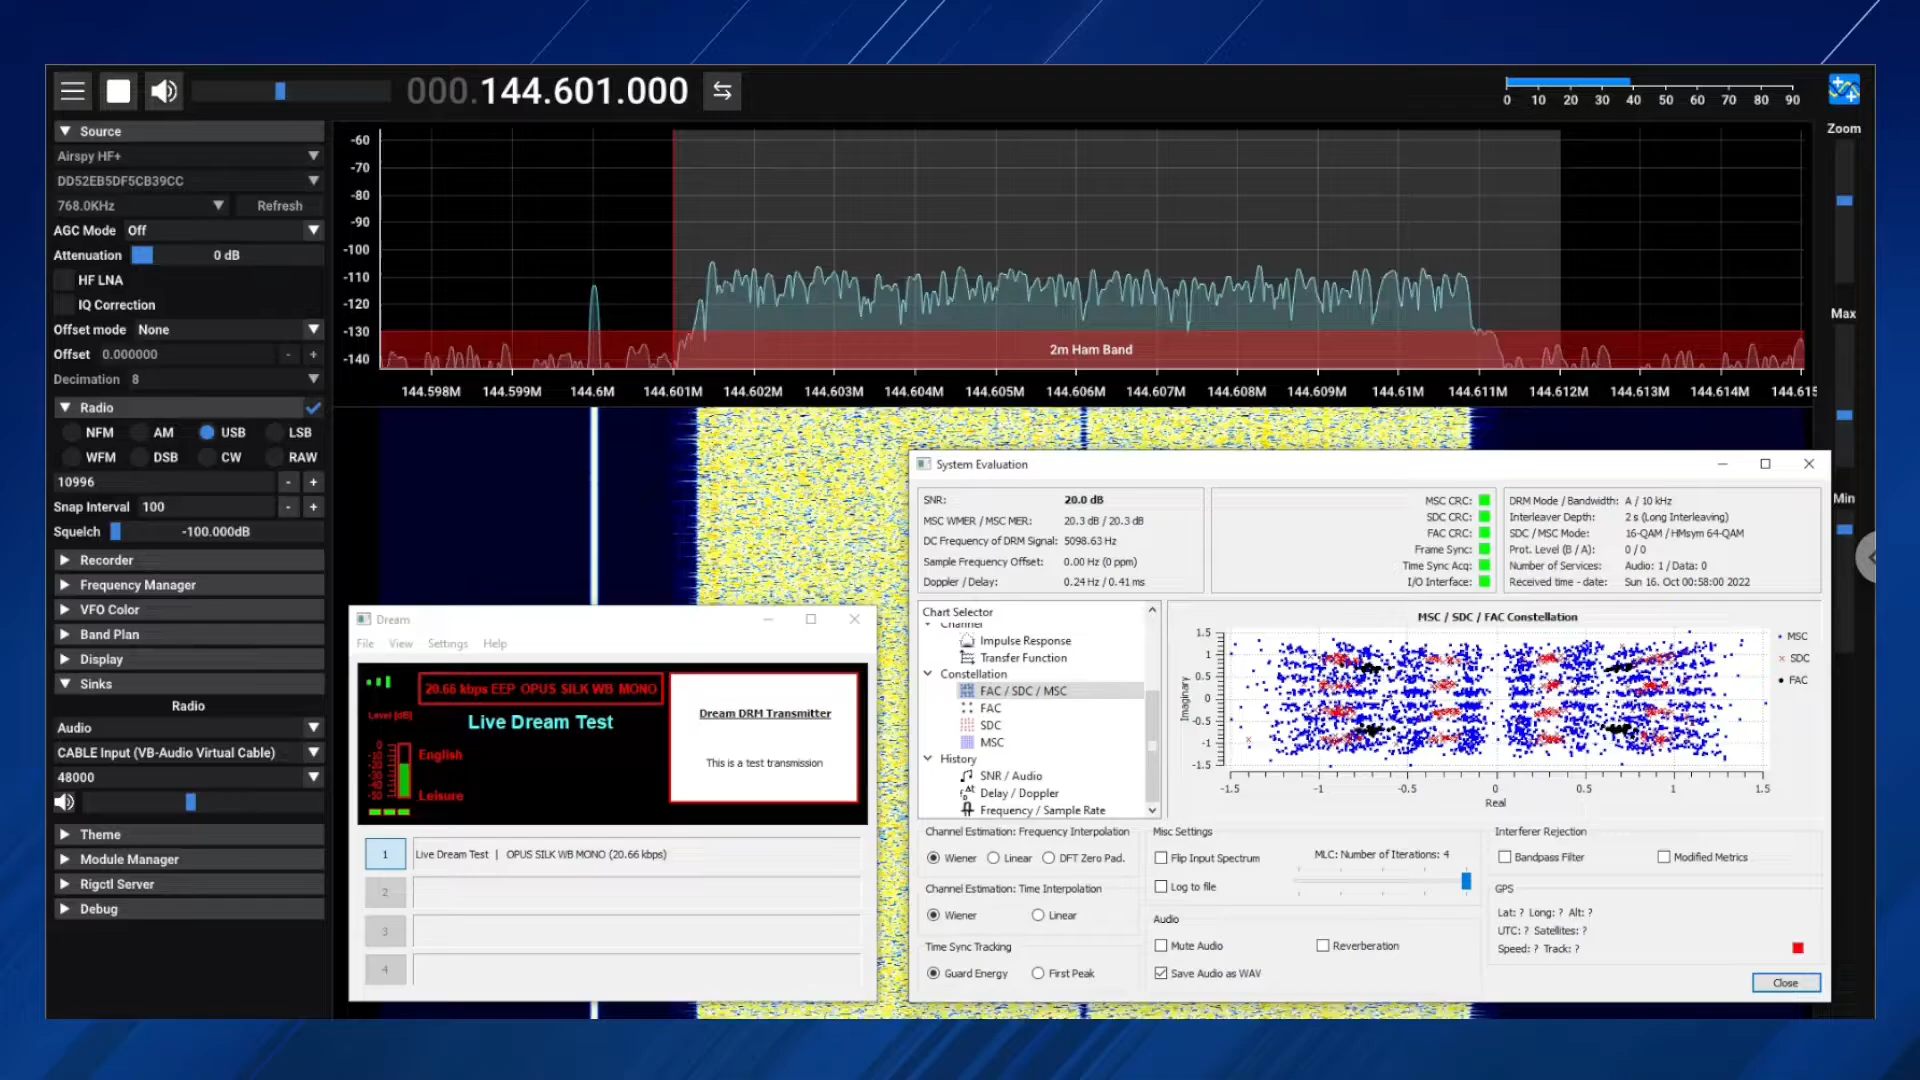 000.144.601.000
0 10 20 30 40 50 60 70 80 90
Source
Airspy HF+
DD52EB5DF5CB39CC
768.0KHz Refresh
AGC Mode Off
Attenuation 0 dB
HF LNA
IQ Correction
Offset mode None
Offset 0.000000 - +
Decimation 8
Radio
NFM AM USB LSB
WFM DSB CW RAW
10996 - +
Snap Interval 100 - +
Squelch -100.000dB
Recorder
Frequency Manager
VFO Color
Band Plan
Display
Sinks
Radio
Audio
CABLE Input (VB-Audio Virtual Cable)
48000
Theme
Module Manager
Rigctl Server
Debug
-60
-70
-80
-90
-100
-110
-120
-130
-140
2m Ham Band
144.598M 144.599M 144.6M 144.601M 144.602M 144.603M 144.604M 144.605M 144.606M 144.607M 144.608M 144.609M 144.61M 144.611M 144.612M 144.613M 144.614M 144.615
Zoom
Max
Min
Dream
File View Settings Help
20.66 kbps EEP OPUS SILK WB MONO
Level [dB]
Live Dream Test
English
Leisure
Dream DRM Transmitter
This is a test transmission
1 Live Dream Test | OPUS SILK WB MONO (20.66 kbps)
2
3
4
System Evaluation
SNR: 20.0 dB
MSC WMER / MSC MER: 20.3 dB / 20.3 dB
DC Frequency of DRM Signal: 5098.63 Hz
Sample Frequency Offset: 0.00 Hz (0 ppm)
Doppler / Delay: 0.24 Hz / 0.41 ms
MSC CRC:
SDC CRC:
FAC CRC:
Frame Sync:
Time Sync Acq:
I/O Interface:
DRM Mode / Bandwidth: A / 10 kHz
Interleaver Depth: 2 s (Long Interleaving)
SDC / MSC Mode: 16-QAM / HMsym 64-QAM
Prot. Level (B / A): 0 / 0
Number of Services: Audio: 1 / Data: 0
Received time - date: Sun 16. Oct 00:58:00 2022
Chart Selector
Channel
Impulse Response
Transfer Function
Constellation
FAC / SDC / MSC
FAC
SDC
MSC
History
SNR / Audio
Delay / Doppler
Frequency / Sample Rate
MSC / SDC / FAC Constellation
Imaginary
1.5
1
0.5
0
-0.5
-1
-1.5
-1.5 -1 -0.5 0 0.5 1 1.5
Real
MSC
SDC
FAC
Channel Estimation: Frequency Interpolation
Wiener Linear DFT Zero Pad.
Channel Estimation: Time Interpolation
Wiener Linear
Time Sync Tracking
Guard Energy First Peak
Misc Settings
Flip Input Spectrum
Log to file
MLC: Number of Iterations: 4
Audio
Mute Audio Reverberation
Save Audio as WAV
Interferer Rejection
Bandpass Filter Modified Metrics
GPS
Lat: ? Long: ? Alt: ?
UTC: ? Satellites: ?
Speed: ? Track: ?
Close